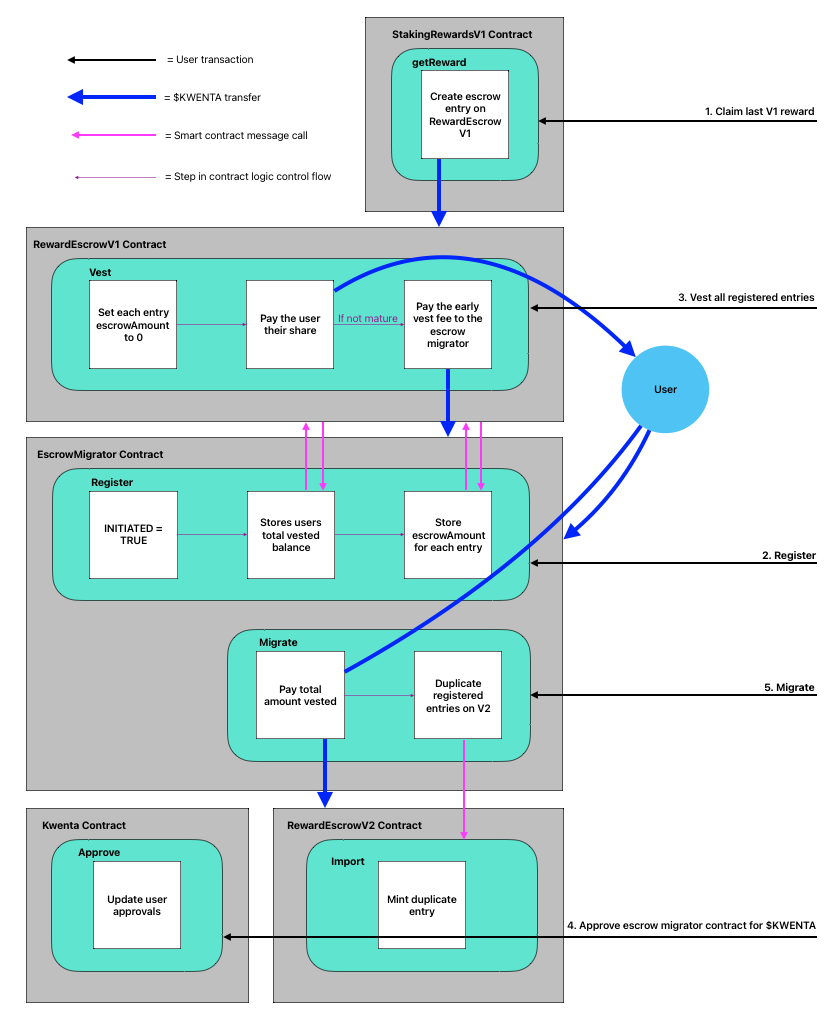 StakingRewardsV1 Contract
= User transaction
getReward
= $KWENTA transfer
Create escrow
entry on
RewardEscrow
V1
1. Claim last V1 reward
= Smart contract message call
= Step in contract logic control flow
RewardEscrowV1 Contract
Vest
3. Vest all registered entries
Set each entry
escrowAmount
to 0
Pay the user
their share
If not mature
Pay the early
vest fee to the
escrow
migrator
User
EscrowMigrator Contract
Register
INITIATED =
TRUE
Stores users
total vested
balance
Store
escrowAmount
for each entry
2. Register
Migrate
Pay total
amount vested
Duplicate
registered
entries on V2
5. Migrate
Kwenta Contract
Approve
Update user
approvals
RewardEscrowV2 Contract
Import
Mint duplicate
entry
4. Approve escrow migrator contract for $KWENTA